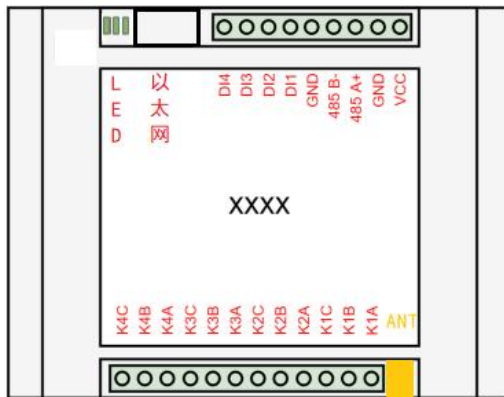 LED
以太网
DI4 DI3 DI2 DI1 GND 485 B- 485 A+ GND VCC
XXXX
K4C K4B K4A K3C K3B K3A K2C K2B K2A K1C K1B K1A ANT